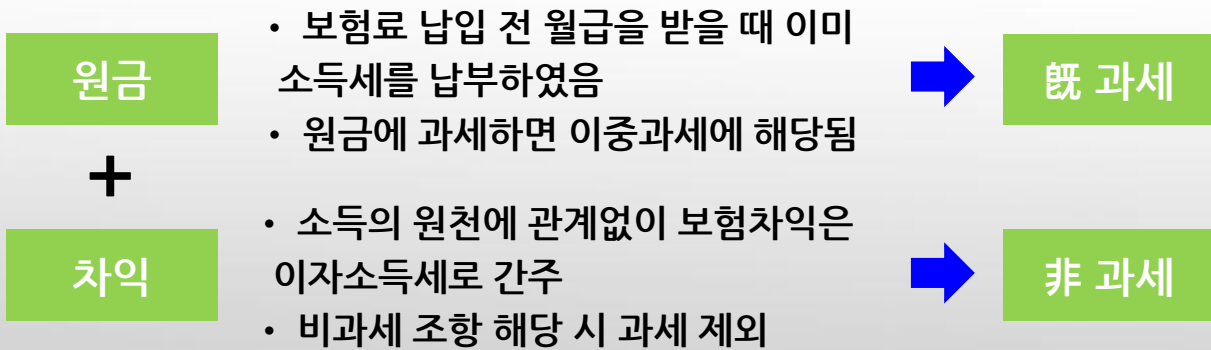 원금
• 보험료 납입 전 월급을 받을 때 이미
소득세를 납부하였음
• 원금에 과세하면 이중과세에 해당됨
旣 과세
+
차익
• 소득의 원천에 관계없이 보험차익은
이자소득세로 간주
• 비과세 조항 해당 시 과세 제외
非 과세